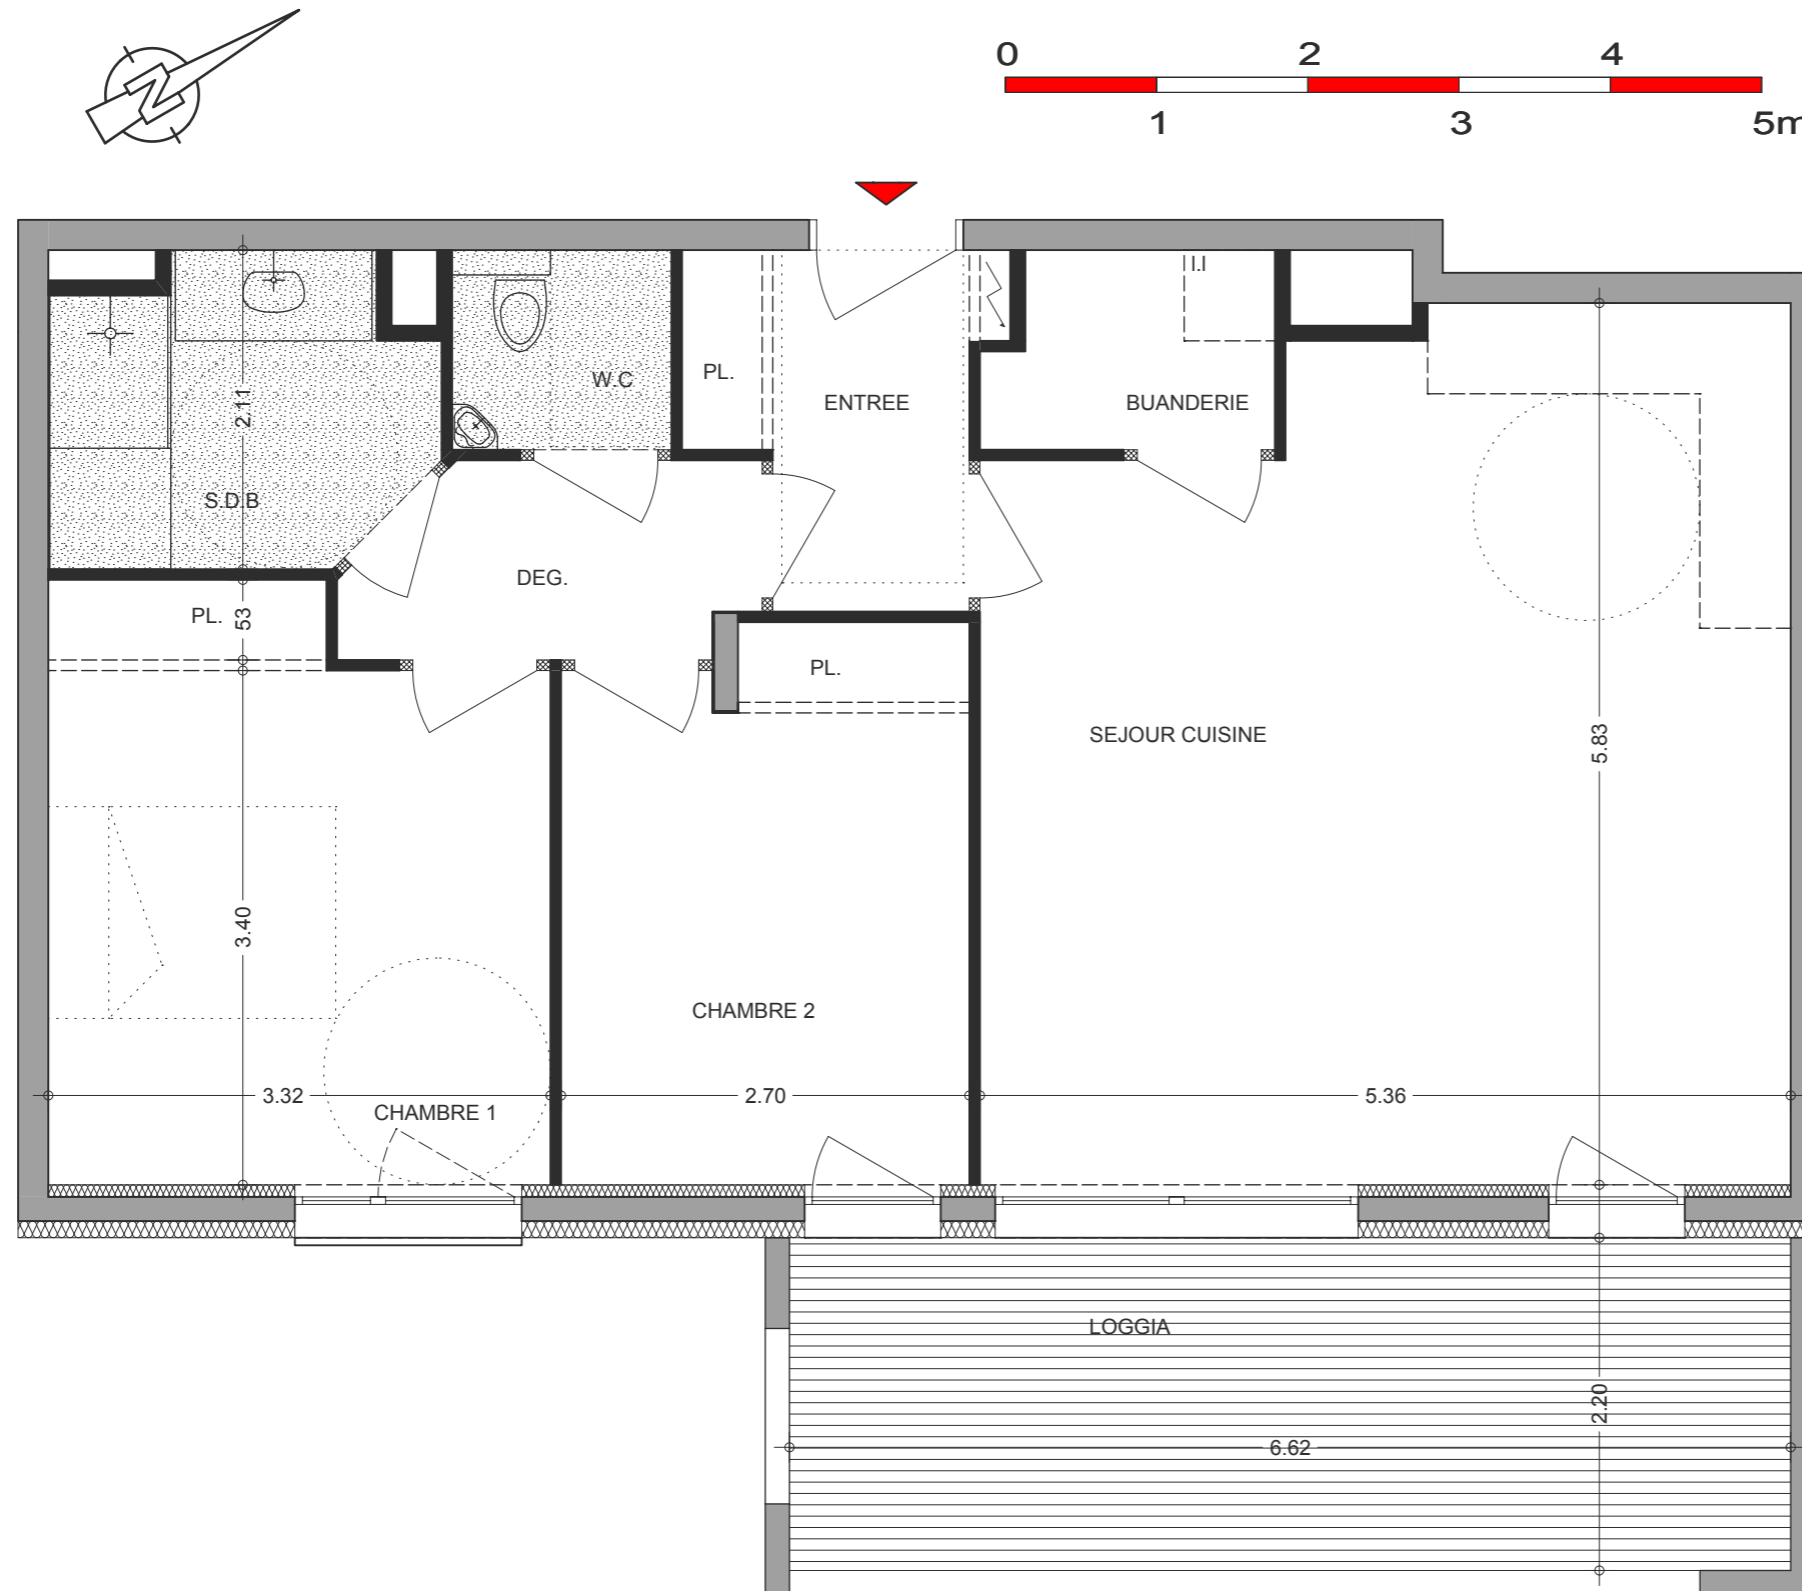 N
0 2 4
1 3 5m
I.I
PL.
W.C
ENTREE
BUANDERIE
2.11
S.D.B
DEG.
PL.
53
PL.
SEJOUR CUISINE
5.83
3.40
CHAMBRE 2
3.32
2.70
5.36
CHAMBRE 1
LOGGIA
2.20
6.62